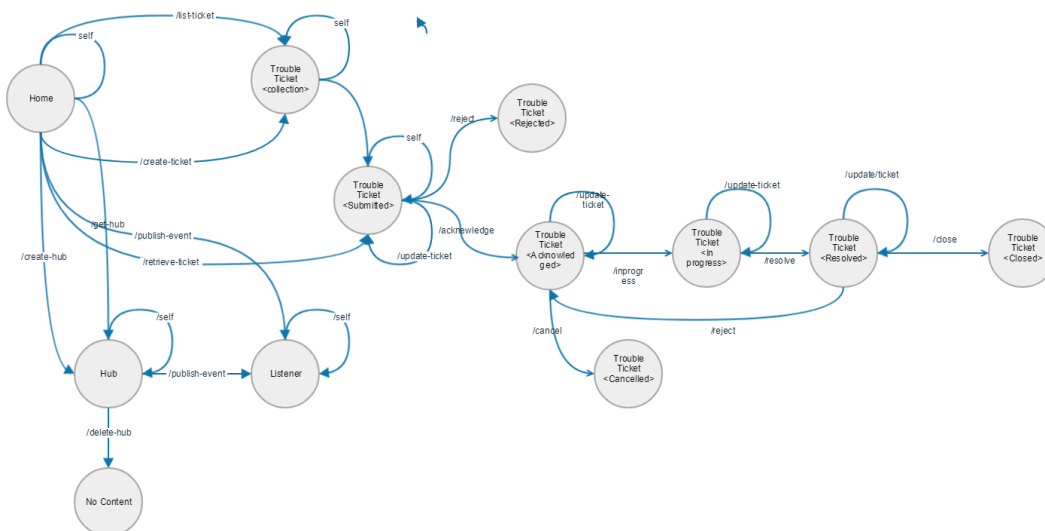 /list-ticket
self
self
Home
Trouble
Ticket
<collection>
Trouble
Ticket
<Rejected>
/reject
self
/create-ticket
Trouble
Ticket
<Submitted>
/update/ticket
/update-
ticket
/update-ticket
/get-hub
/publish-event
/acknowledge
/create-hub
/retrieve-ticket
/update-ticket
Trouble
Ticket
<Acknowled
ged>
/inprogr
ess
Trouble
Ticket
<In
progress>
/resolve
Trouble
Ticket
<Resolved>
/close
Trouble
Ticket
<Closed>
/self
/self
/cancel
/reject
Hub
/publish-event
Listener
Trouble
Ticket
<Cancelled>
/delete-hub
No Content